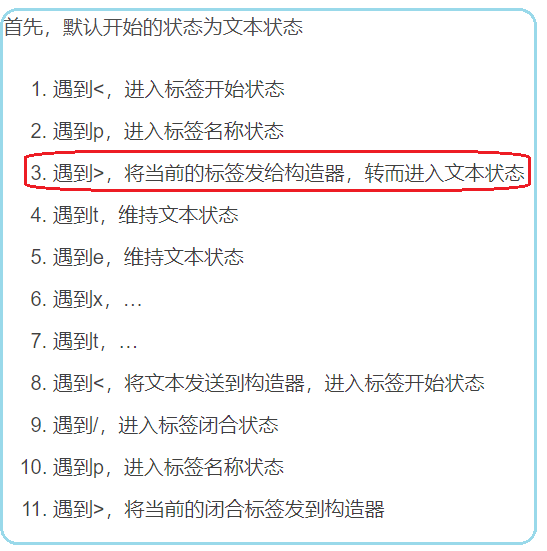 首先，默认开始的状态为文本状态
1. 遇到<，进入标签开始状态
2. 遇到p，进入标签名称状态
3. 遇到>，将当前的标签发给构造器，转而进入文本状态
4. 遇到t，维持文本状态
5. 遇到e，维持文本状态
6. 遇到x，…
7. 遇到t，…
8. 遇到<，将文本发送到构造器，进入标签开始状态
9. 遇到/，进入标签闭合状态
10. 遇到p，进入标签名称状态
11. 遇到>，将当前的闭合标签发到构造器